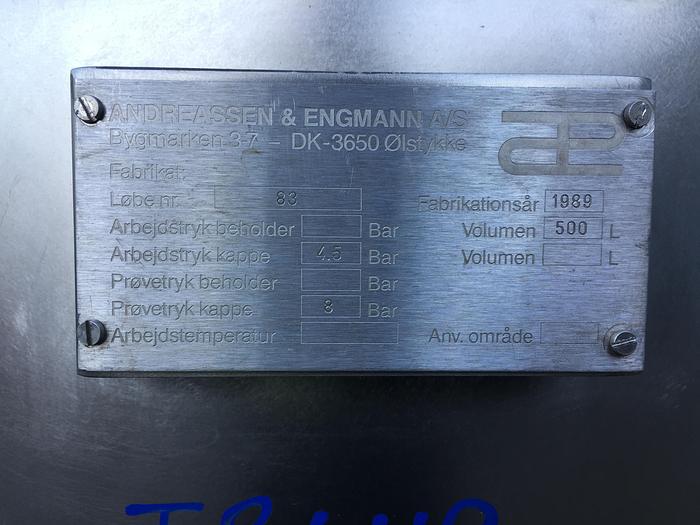 ANDREASSEN & ENGMANN A/S
Bygmarken 3-7 – DK-3650 Ølstykke
Fabrikat:
Løbe nr. 83 Fabrikationsår 1989
Arbejdstryk beholder Bar Volumen 500 L
Arbejdstryk kappe 4.5 Bar Volumen L
Prøvetryk beholder Bar
Prøvetryk kappe 8 Bar
Arbejdstemperatur Anv. område